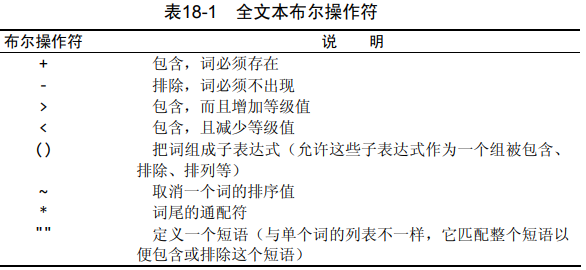 表18-1 全文本布尔操作符
布尔操作符 说 明
+ 包含，词必须存在
- 排除，词必须不出现
> 包含，而且增加等级值
< 包含，且减少等级值
() 把词组成子表达式（允许这些子表达式作为一个组被包含、
排除、排列等）
~ 取消一个词的排序值
* 词尾的通配符
"" 定义一个短语（与单个词的列表不一样，它匹配整个短语以
便包含或排除这个短语）